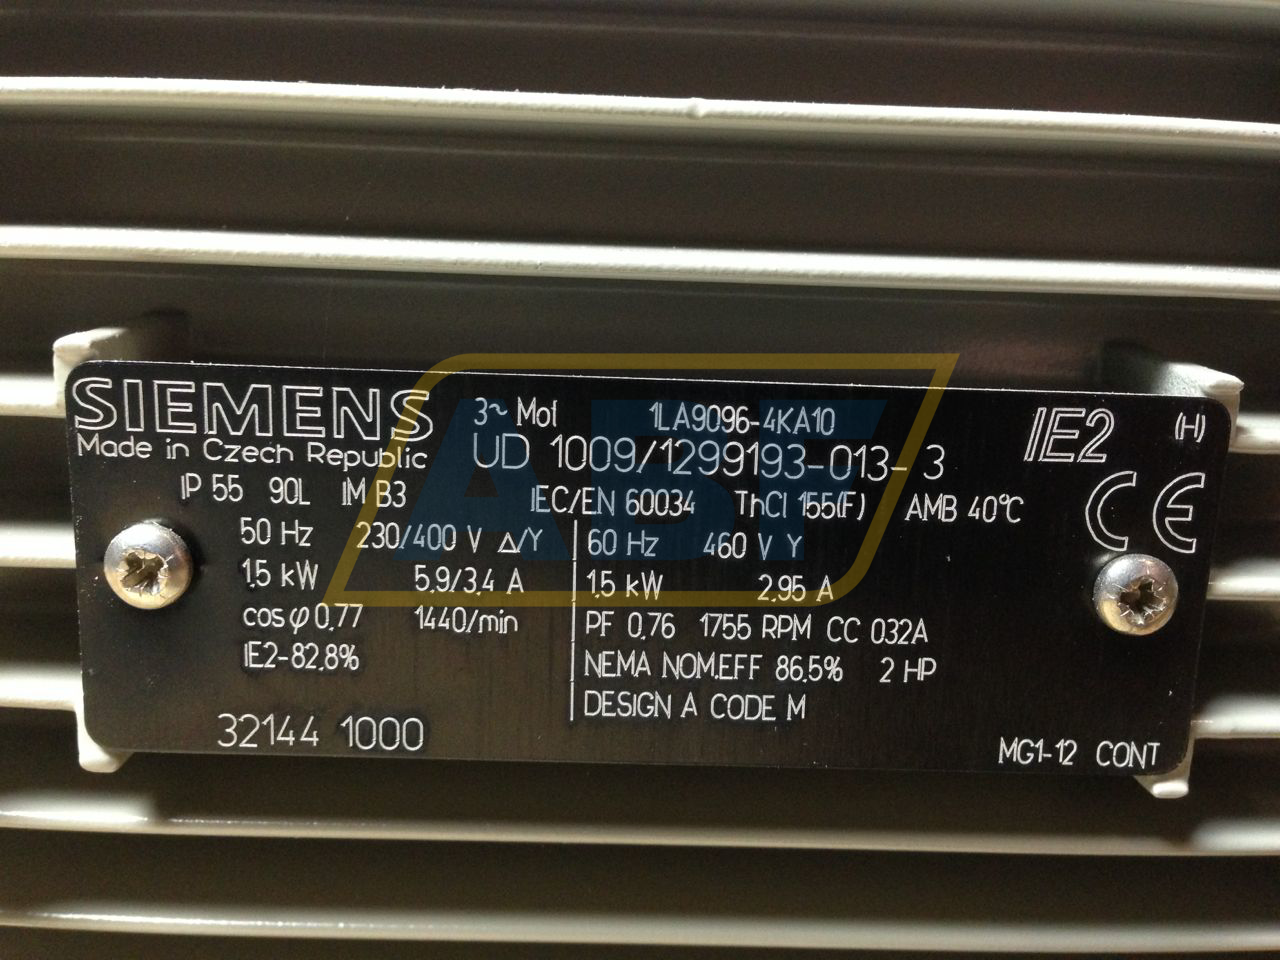 SIEMENS
Made in Czech Republic
3~ Mot 1LA9096-4KA10
UD 1009/1299193-013-3
IE2 (H)
CE
IP 55 90L IM B3 IEC/EN 60034 ThCl 155(F) AMB 40°C
50 Hz 230/400 V Δ/Y
1,5 kW 5,9/3,4 A
cosφ 0,77 1440/min
IE2-82,8%
60 Hz 460 V Y
1,5 kW 2,95 A
PF 0,76 1755 RPM CC 032A
NEMA NOM.EFF 86,5% 2 HP
DESIGN A CODE M
32144 1000
MG1-12 CONT
ABF